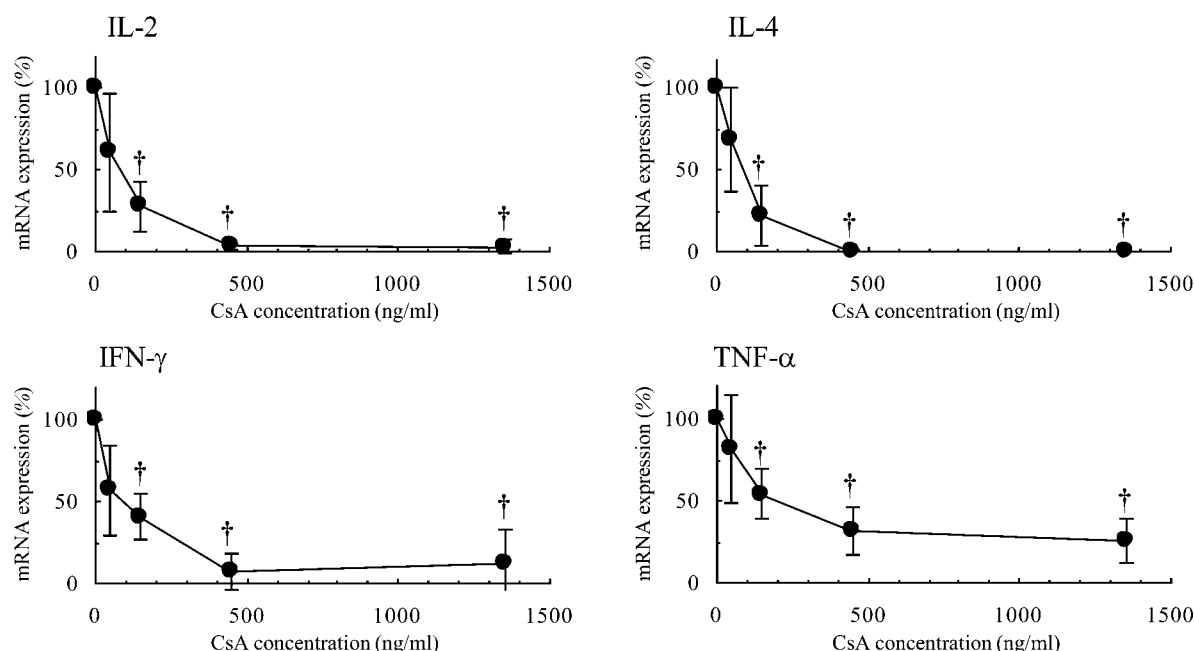 IL-2
mRNA expression (%)
100
50
0
†
†
†
0 500 1000 1500
CsA concentration (ng/ml)
IL-4
mRNA expression (%)
100
50
0
†
†
†
0 500 1000 1500
CsA concentration (ng/ml)
IFN-γ
mRNA expression (%)
100
50
0
†
†
†
0 500 1000 1500
CsA concentration (ng/ml)
TNF-α
mRNA expression (%)
100
50
0
†
†
†
0 500 1000 1500
CsA concentration (ng/ml)